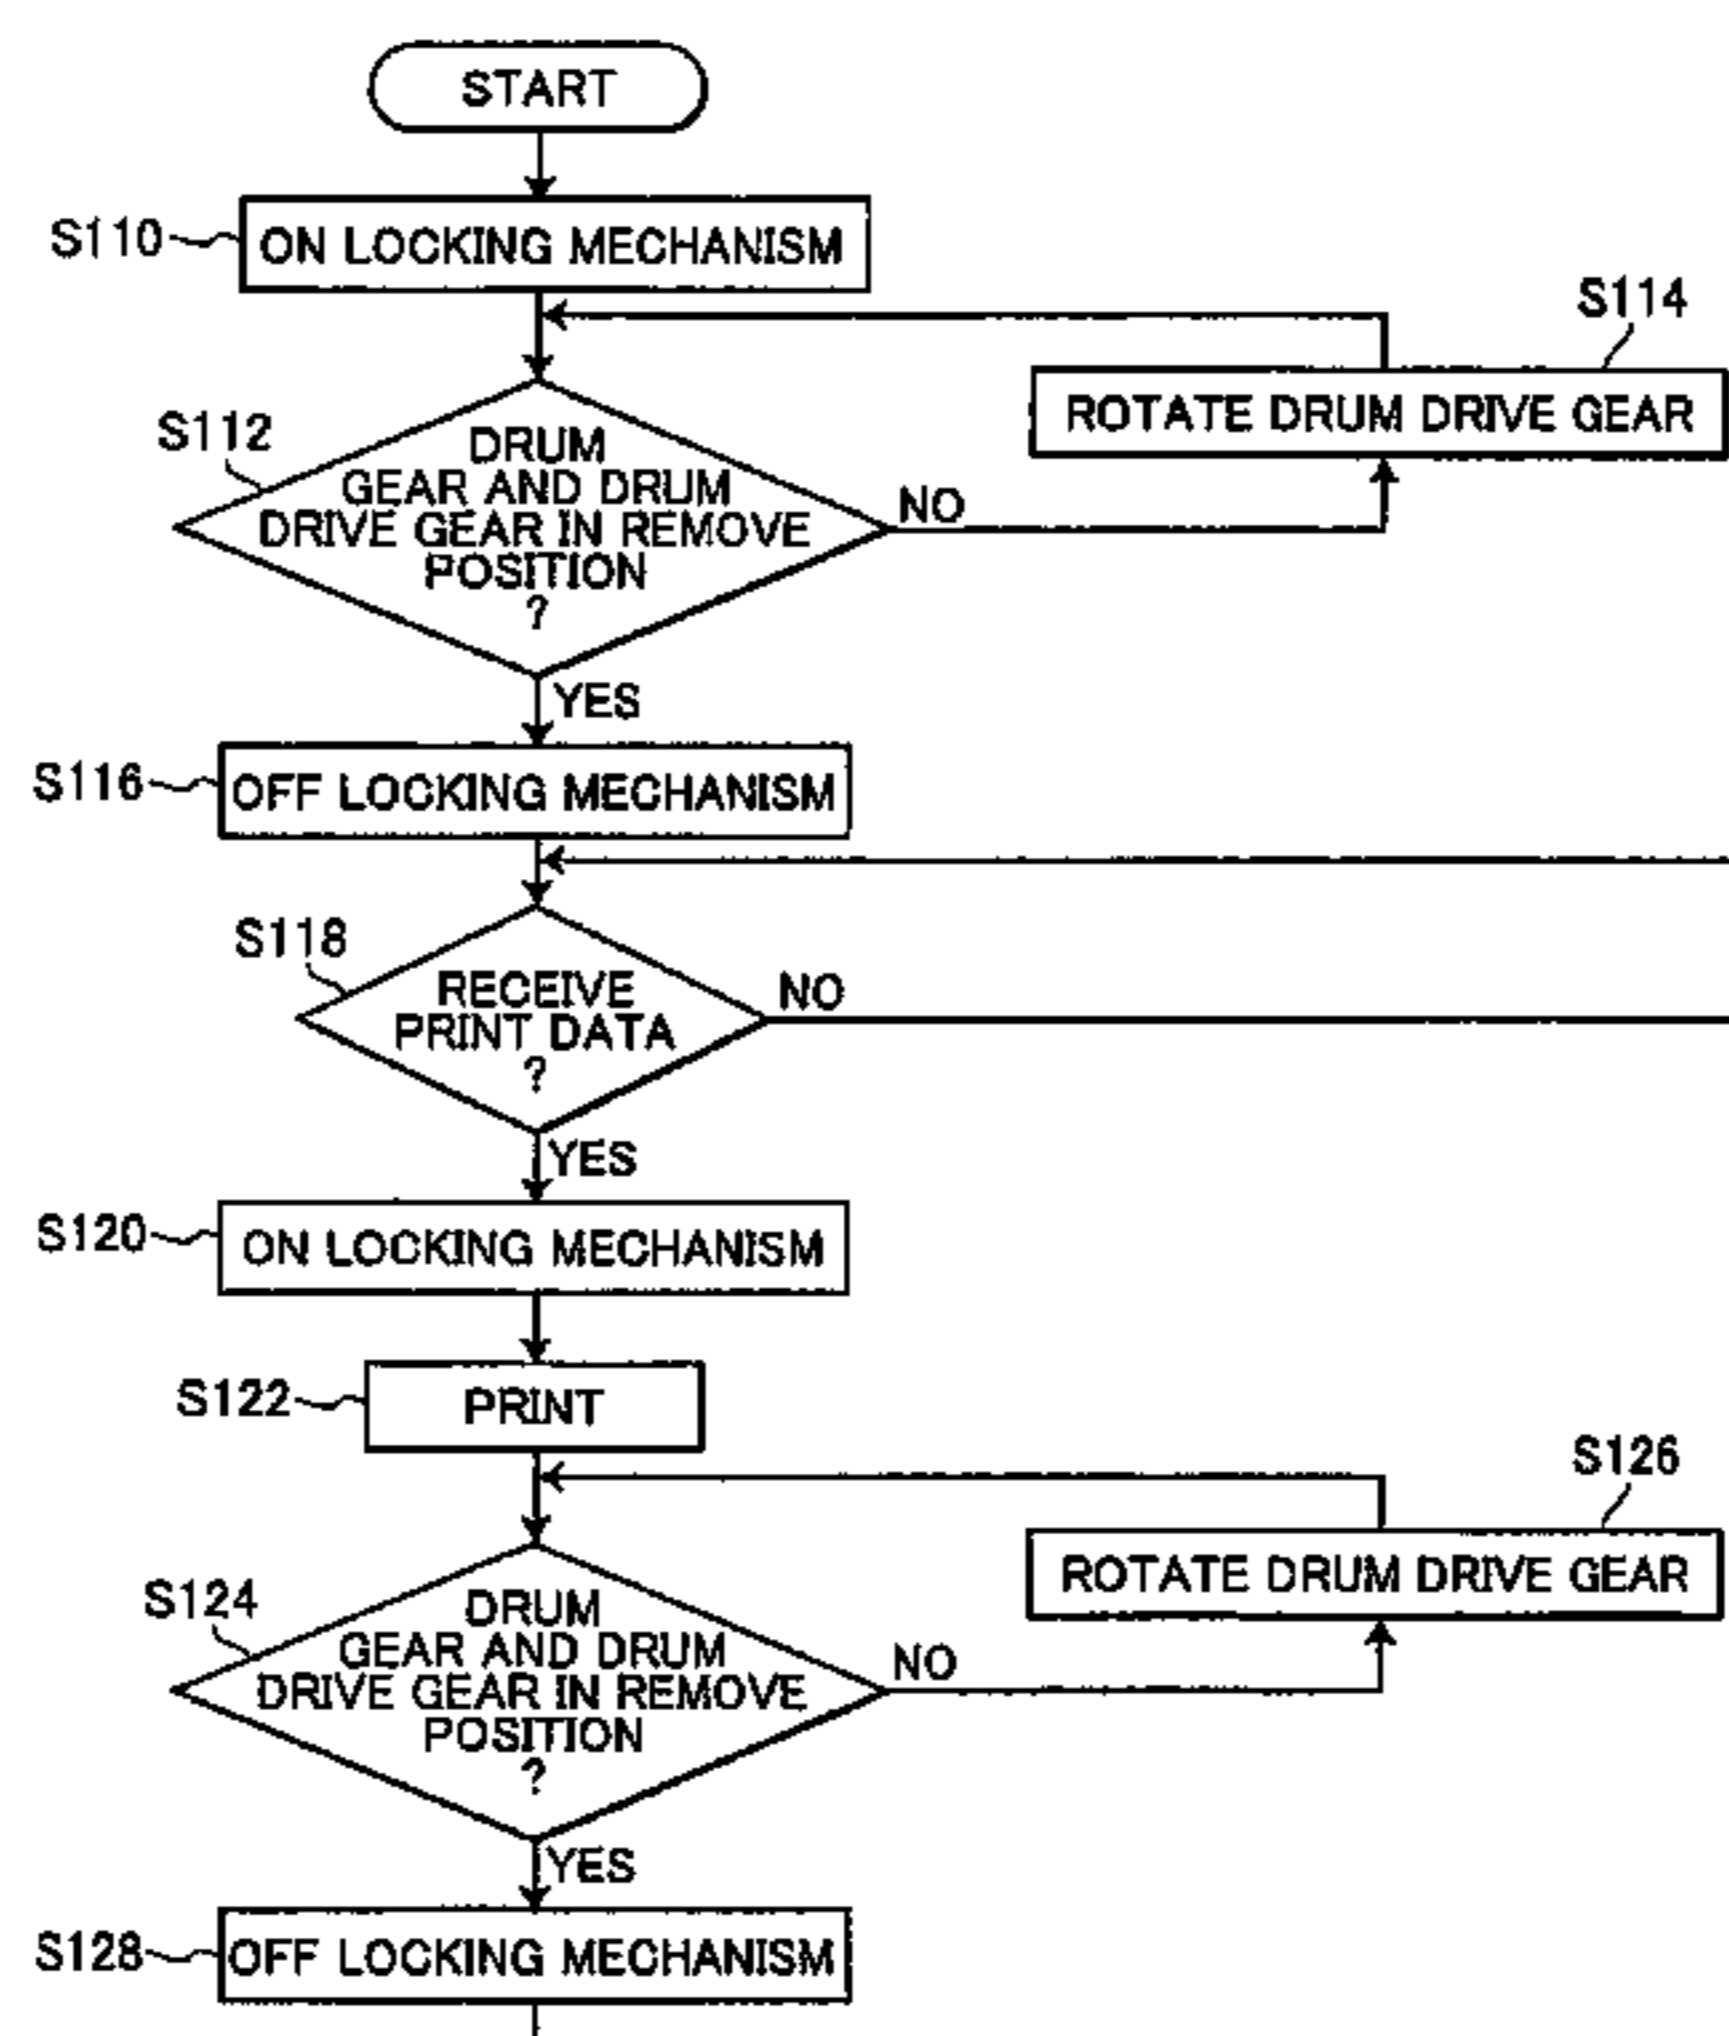 START
S110
ON LOCKING MECHANISM
S114
ROTATE DRUM DRIVE GEAR
S112
DRUM
GEAR AND DRUM
DRIVE GEAR IN REMOVE
POSITION
?
NO
YES
S116
OFF LOCKING MECHANISM
S118
RECEIVE
PRINT DATA
?
NO
YES
S120
ON LOCKING MECHANISM
S122
PRINT
S126
ROTATE DRUM DRIVE GEAR
S124
DRUM
GEAR AND DRUM
DRIVE GEAR IN REMOVE
POSITION
?
NO
YES
S128
OFF LOCKING MECHANISM